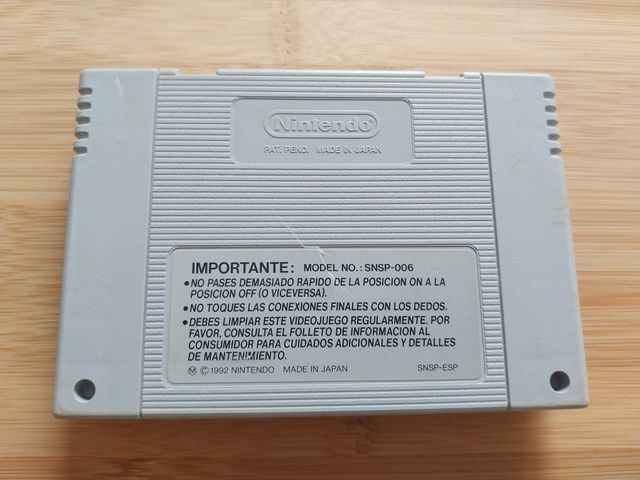 Nintendo
PAT. PEND. MADE IN JAPAN
IMPORTANTE: MODEL NO.: SNSP-006
•NO PASES DEMASIADO RAPIDO DE LA POSICION ON A LA
POSICION OFF (O VICEVERSA).
•NO TOQUES LAS CONEXIONES FINALES CON LOS DEDOS.
•DEBES LIMPIAR ESTE VIDEOJUEGO REGULARMENTE. POR
FAVOR, CONSULTA EL FOLLETO DE INFORMACION AL
CONSUMIDOR PARA CUIDADOS ADICIONALES Y DETALLES
DE MANTENIMIENTO.
Ⓜ ©1992 NINTENDO MADE IN JAPAN SNSP-ESP